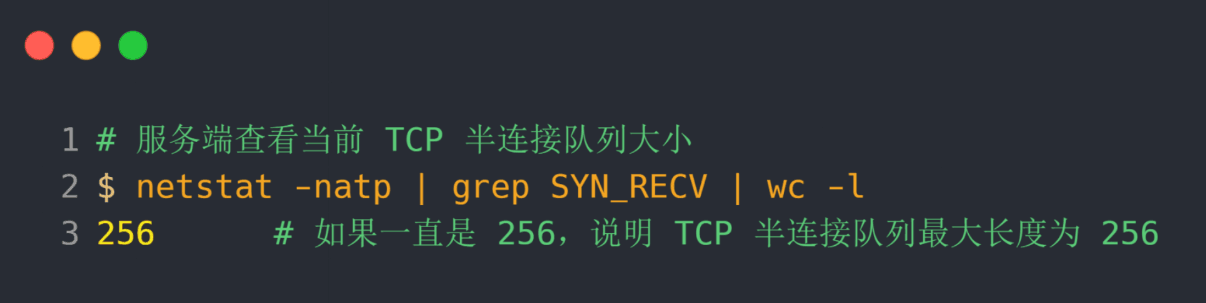 1 # 服务端查看当前 TCP 半连接队列大小
2 $ netstat -natp | grep SYN_RECV | wc -l
3 256      # 如果一直是 256，说明 TCP 半连接队列最大长度为 256